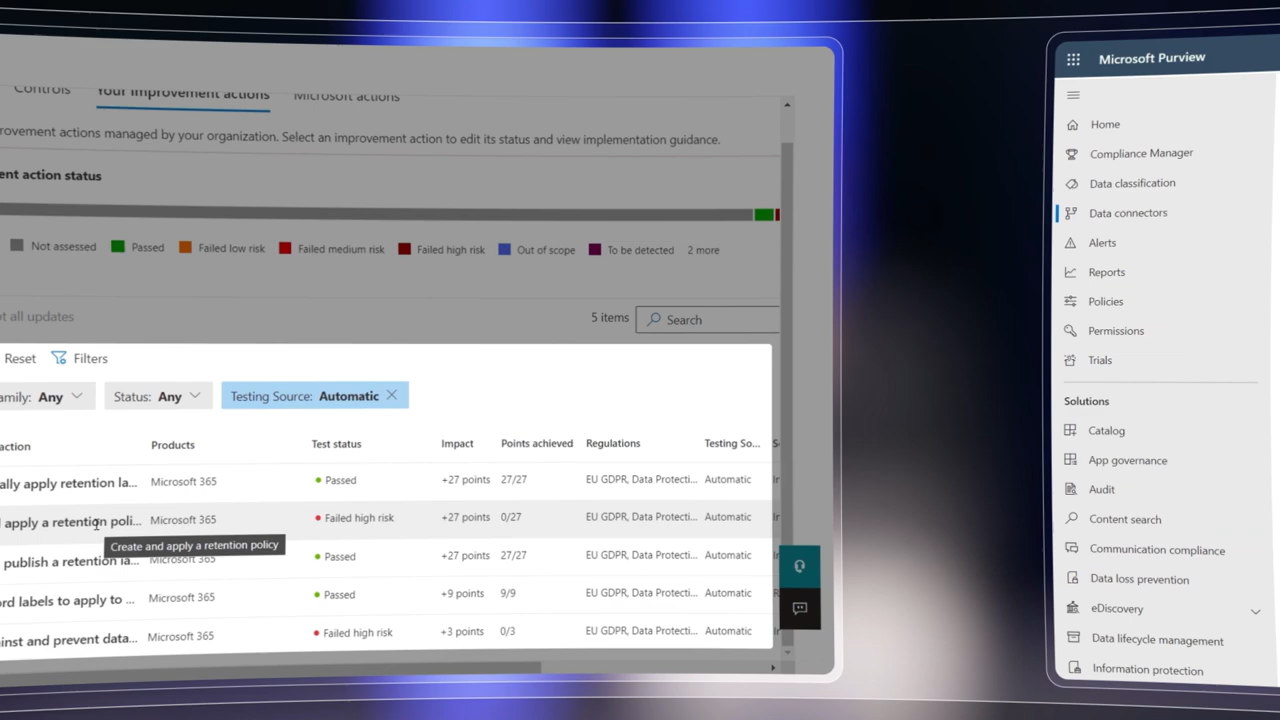 Controls Your improvement actions Microsoft actions
rovement actions managed by your organization. Select an improvement action to edit its status and view implementation guidance.
ent action status
Not assessed Passed Failed low risk Failed medium risk Failed high risk Out of scope To be detected 2 more
t all updates 5 items Search
Reset Filters
amily: Any Status: Any Testing Source: Automatic
action Products Test status Impact Points achieved Regulations Testing So... S
ally apply retention la... Microsoft 365 Passed +27 points 27/27 EU GDPR, Data Protecti... Automatic
apply a retention poli... Microsoft 365 Failed high risk +27 points 0/27 EU GDPR, Data Protecti... Automatic
Create and apply a retention policy
publish a retention la... Microsoft 365 Passed +27 points 27/27 EU GDPR, Data Protecti... Automatic
ord labels to apply to ... Microsoft 365 Passed +9 points 9/9 EU GDPR, Data Protecti... Automatic
inst and prevent data... Microsoft 365 Failed high risk +3 points 0/3 EU GDPR, Data Protecti... Automatic
Microsoft Purview
Home
Compliance Manager
Data classification
Data connectors
Alerts
Reports
Policies
Permissions
Trials
Solutions
Catalog
App governance
Audit
Content search
Communication compliance
Data loss prevention
eDiscovery
Data lifecycle management
Information protection